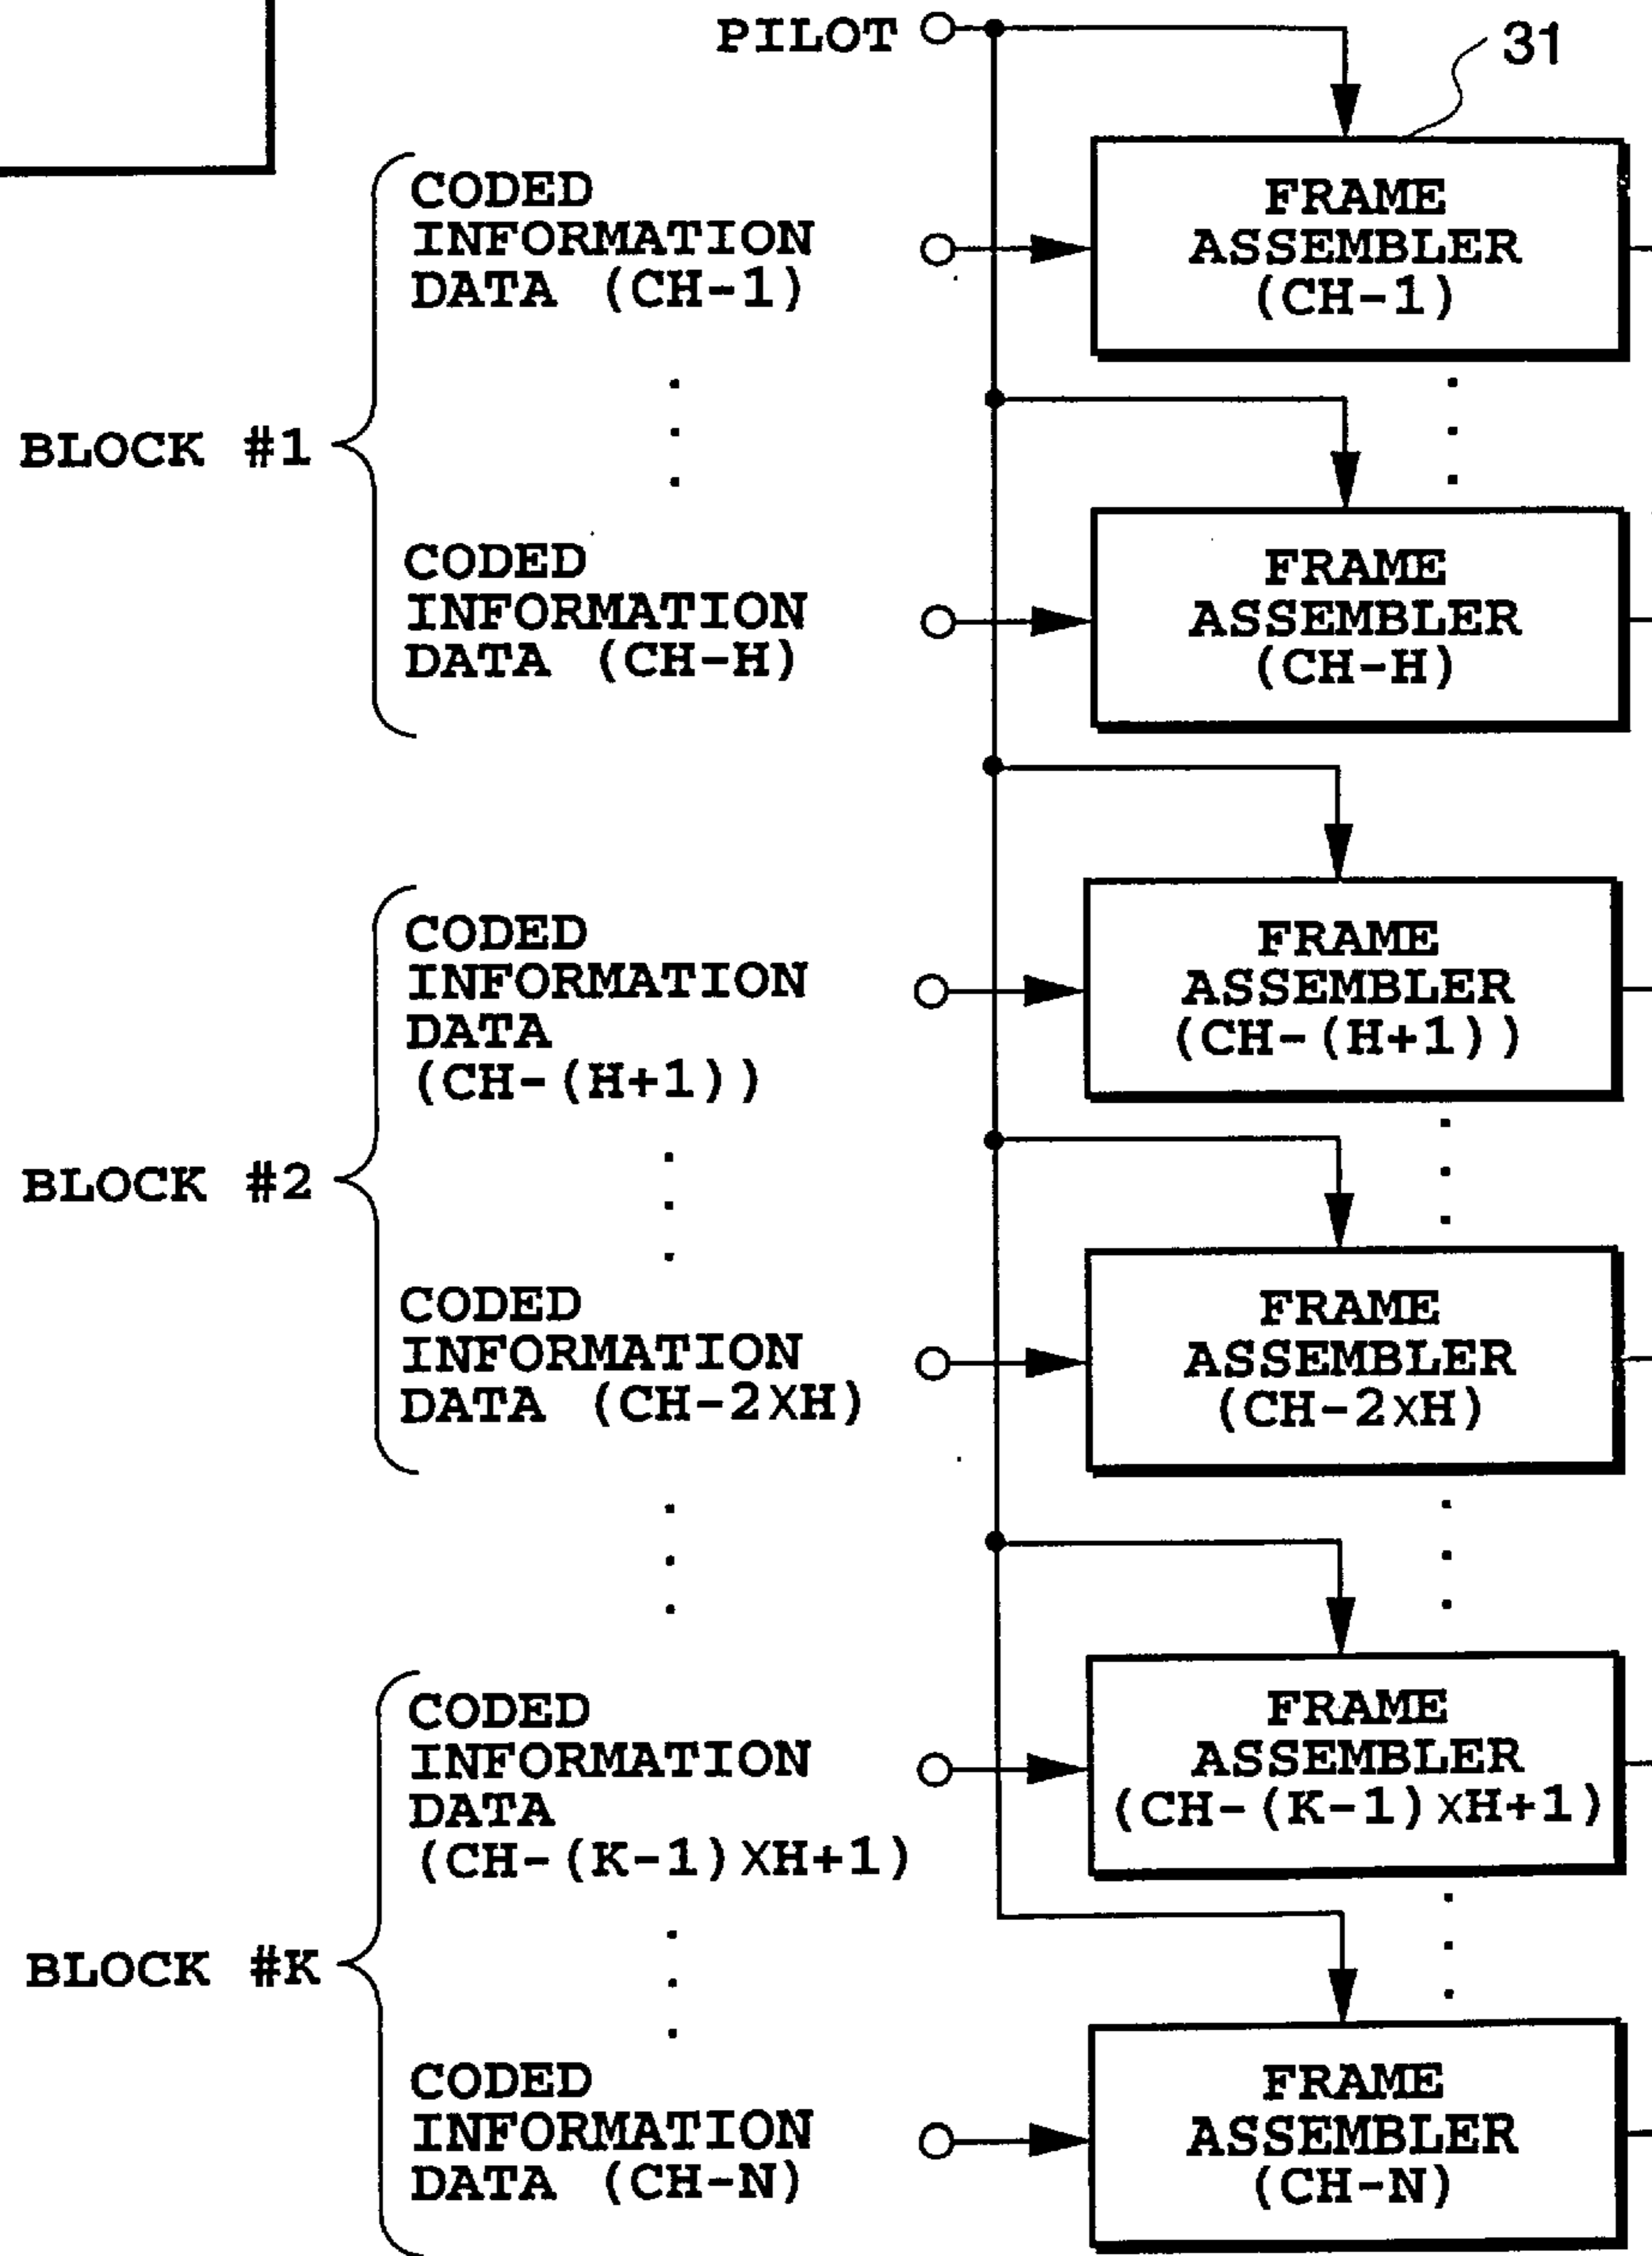 PILOT
31
CODED
INFORMATION
DATA (CH-1)
FRAME
ASSEMBLER
(CH-1)
BLOCK #1
CODED
INFORMATION
DATA (CH-H)
FRAME
ASSEMBLER
(CH-H)
CODED
INFORMATION
DATA
(CH-(H+1))
FRAME
ASSEMBLER
(CH-(H+1))
BLOCK #2
CODED
INFORMATION
DATA (CH-2XH)
FRAME
ASSEMBLER
(CH-2XH)
CODED
INFORMATION
DATA
(CH-(K-1)XH+1)
FRAME
ASSEMBLER
(CH-(K-1)XH+1)
BLOCK #K
CODED
INFORMATION
DATA (CH-N)
FRAME
ASSEMBLER
(CH-N)